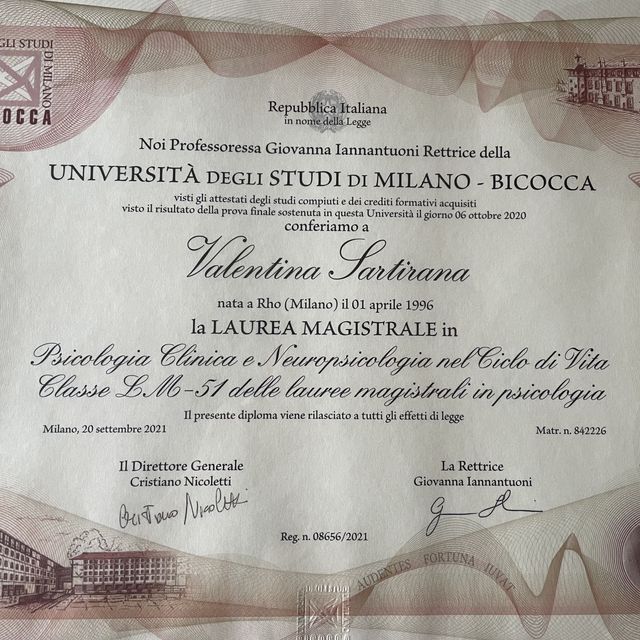 GLI STUDI
DI MILANO
OCCA
Repubblica Italiana
in nome della Legge
Noi Professoressa Giovanna Iannantuoni Rettrice della
UNIVERSITÀ DEGLI STUDI DI MILANO - BICOCCA
visti gli attestati degli studi compiuti e dei crediti formativi acquisiti
visto il risultato della prova finale sostenuta in questa Università il giorno 06 ottobre 2020
conferiamo a
Valentina Sartirana
nata a Rho (Milano) il 01 aprile 1996
la LAUREA MAGISTRALE in
Psicologia Clinica e Neuropsicologia nel Ciclo di Vita
Classe LM-51 delle lauree magistrali in psicologia
Il presente diploma viene rilasciato a tutti gli effetti di legge
Milano, 20 settembre 2021
Matr. n. 842226
Il Direttore Generale
Cristiano Nicoletti
Cristiano Nicoletti
La Rettrice
Giovanna Iannantuoni
Reg. n. 08656/2021
AUDENTES FORTUNA IUVAT